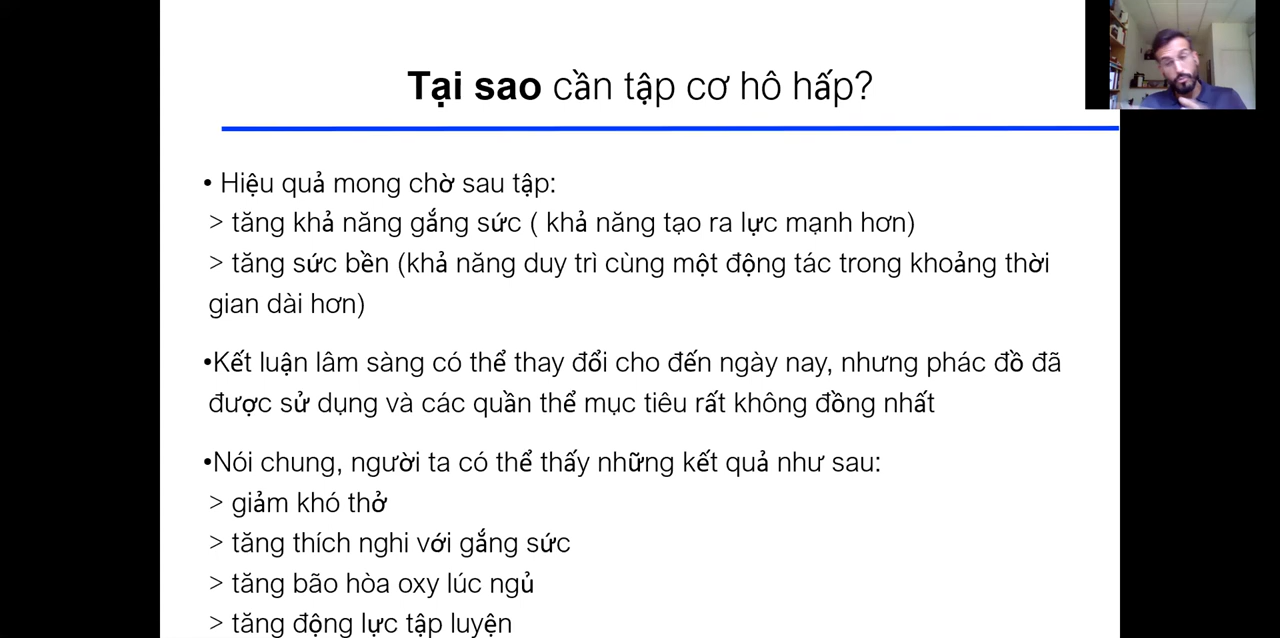 Tại sao cần tập cơ hô hấp?
• Hiệu quả mong chờ sau tập:
> tăng khả năng gắng sức ( khả năng tạo ra lực mạnh hơn)
> tăng sức bền (khả năng duy trì cùng một động tác trong khoảng thời
gian dài hơn)
•Kết luận lâm sàng có thể thay đổi cho đến ngày nay, nhưng phác đồ đã
được sử dụng và các quần thể mục tiêu rất không đồng nhất
•Nói chung, người ta có thể thấy những kết quả như sau:
> giảm khó thở
> tăng thích nghi với gắng sức
> tăng bão hòa oxy lúc ngủ
> tăng động lực tập luyện